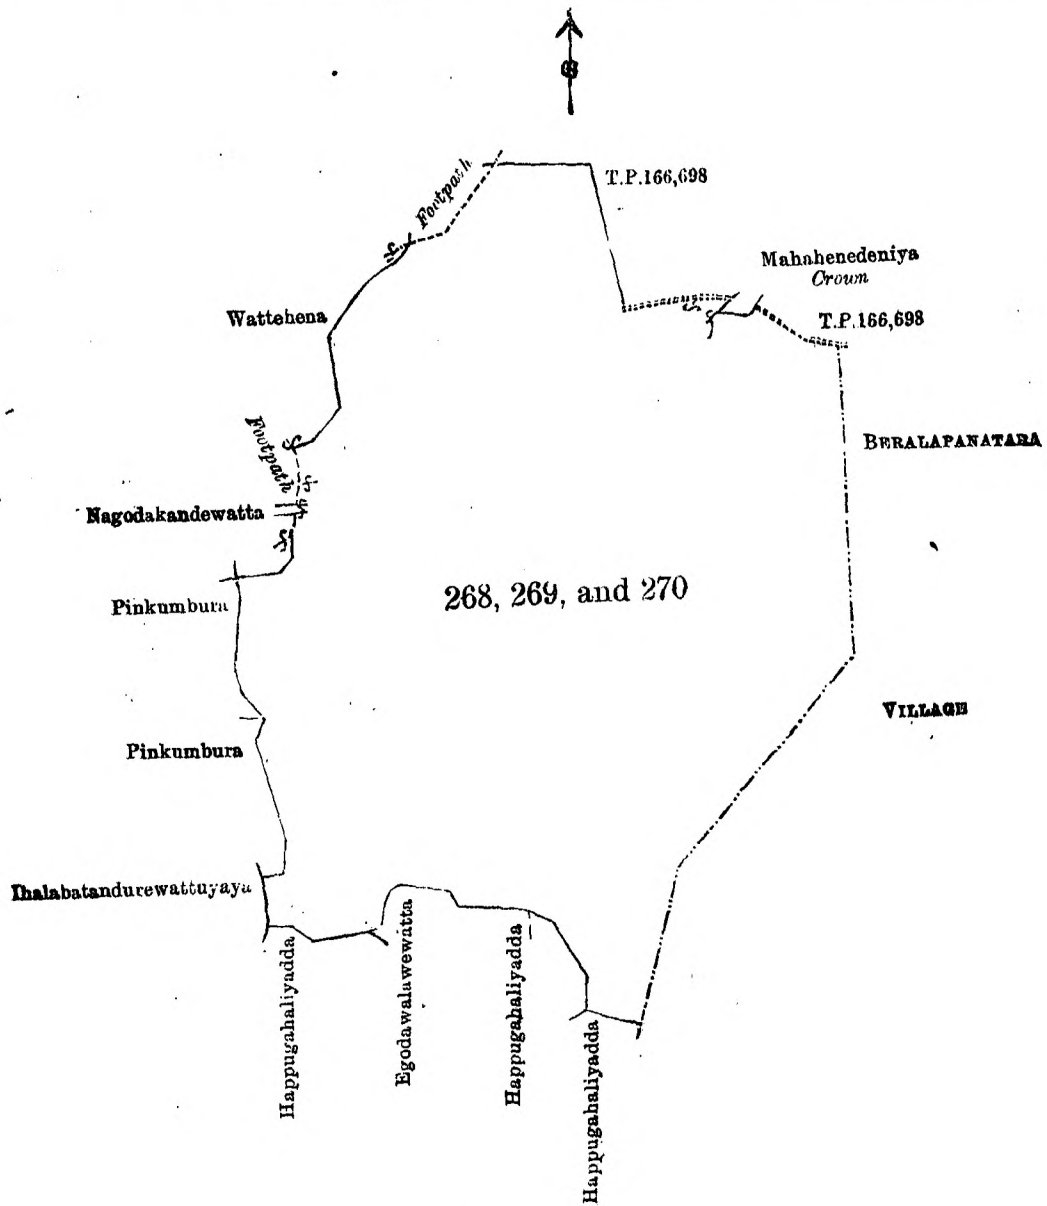 Footpath
T.P.166,698
Mahahenedeniya
Crown
T.P.166,698
Wattehena
Footpath
BERALAPANATARA
Nagodakandewatta
268, 269, and 270
Pinkumbura
VILLAGE
Pinkumbura
Ihalabatandurewattuyaya
Happugahaliyadda
Egodawalawewatta
Happugahaliyadda
Happugahaliyadda